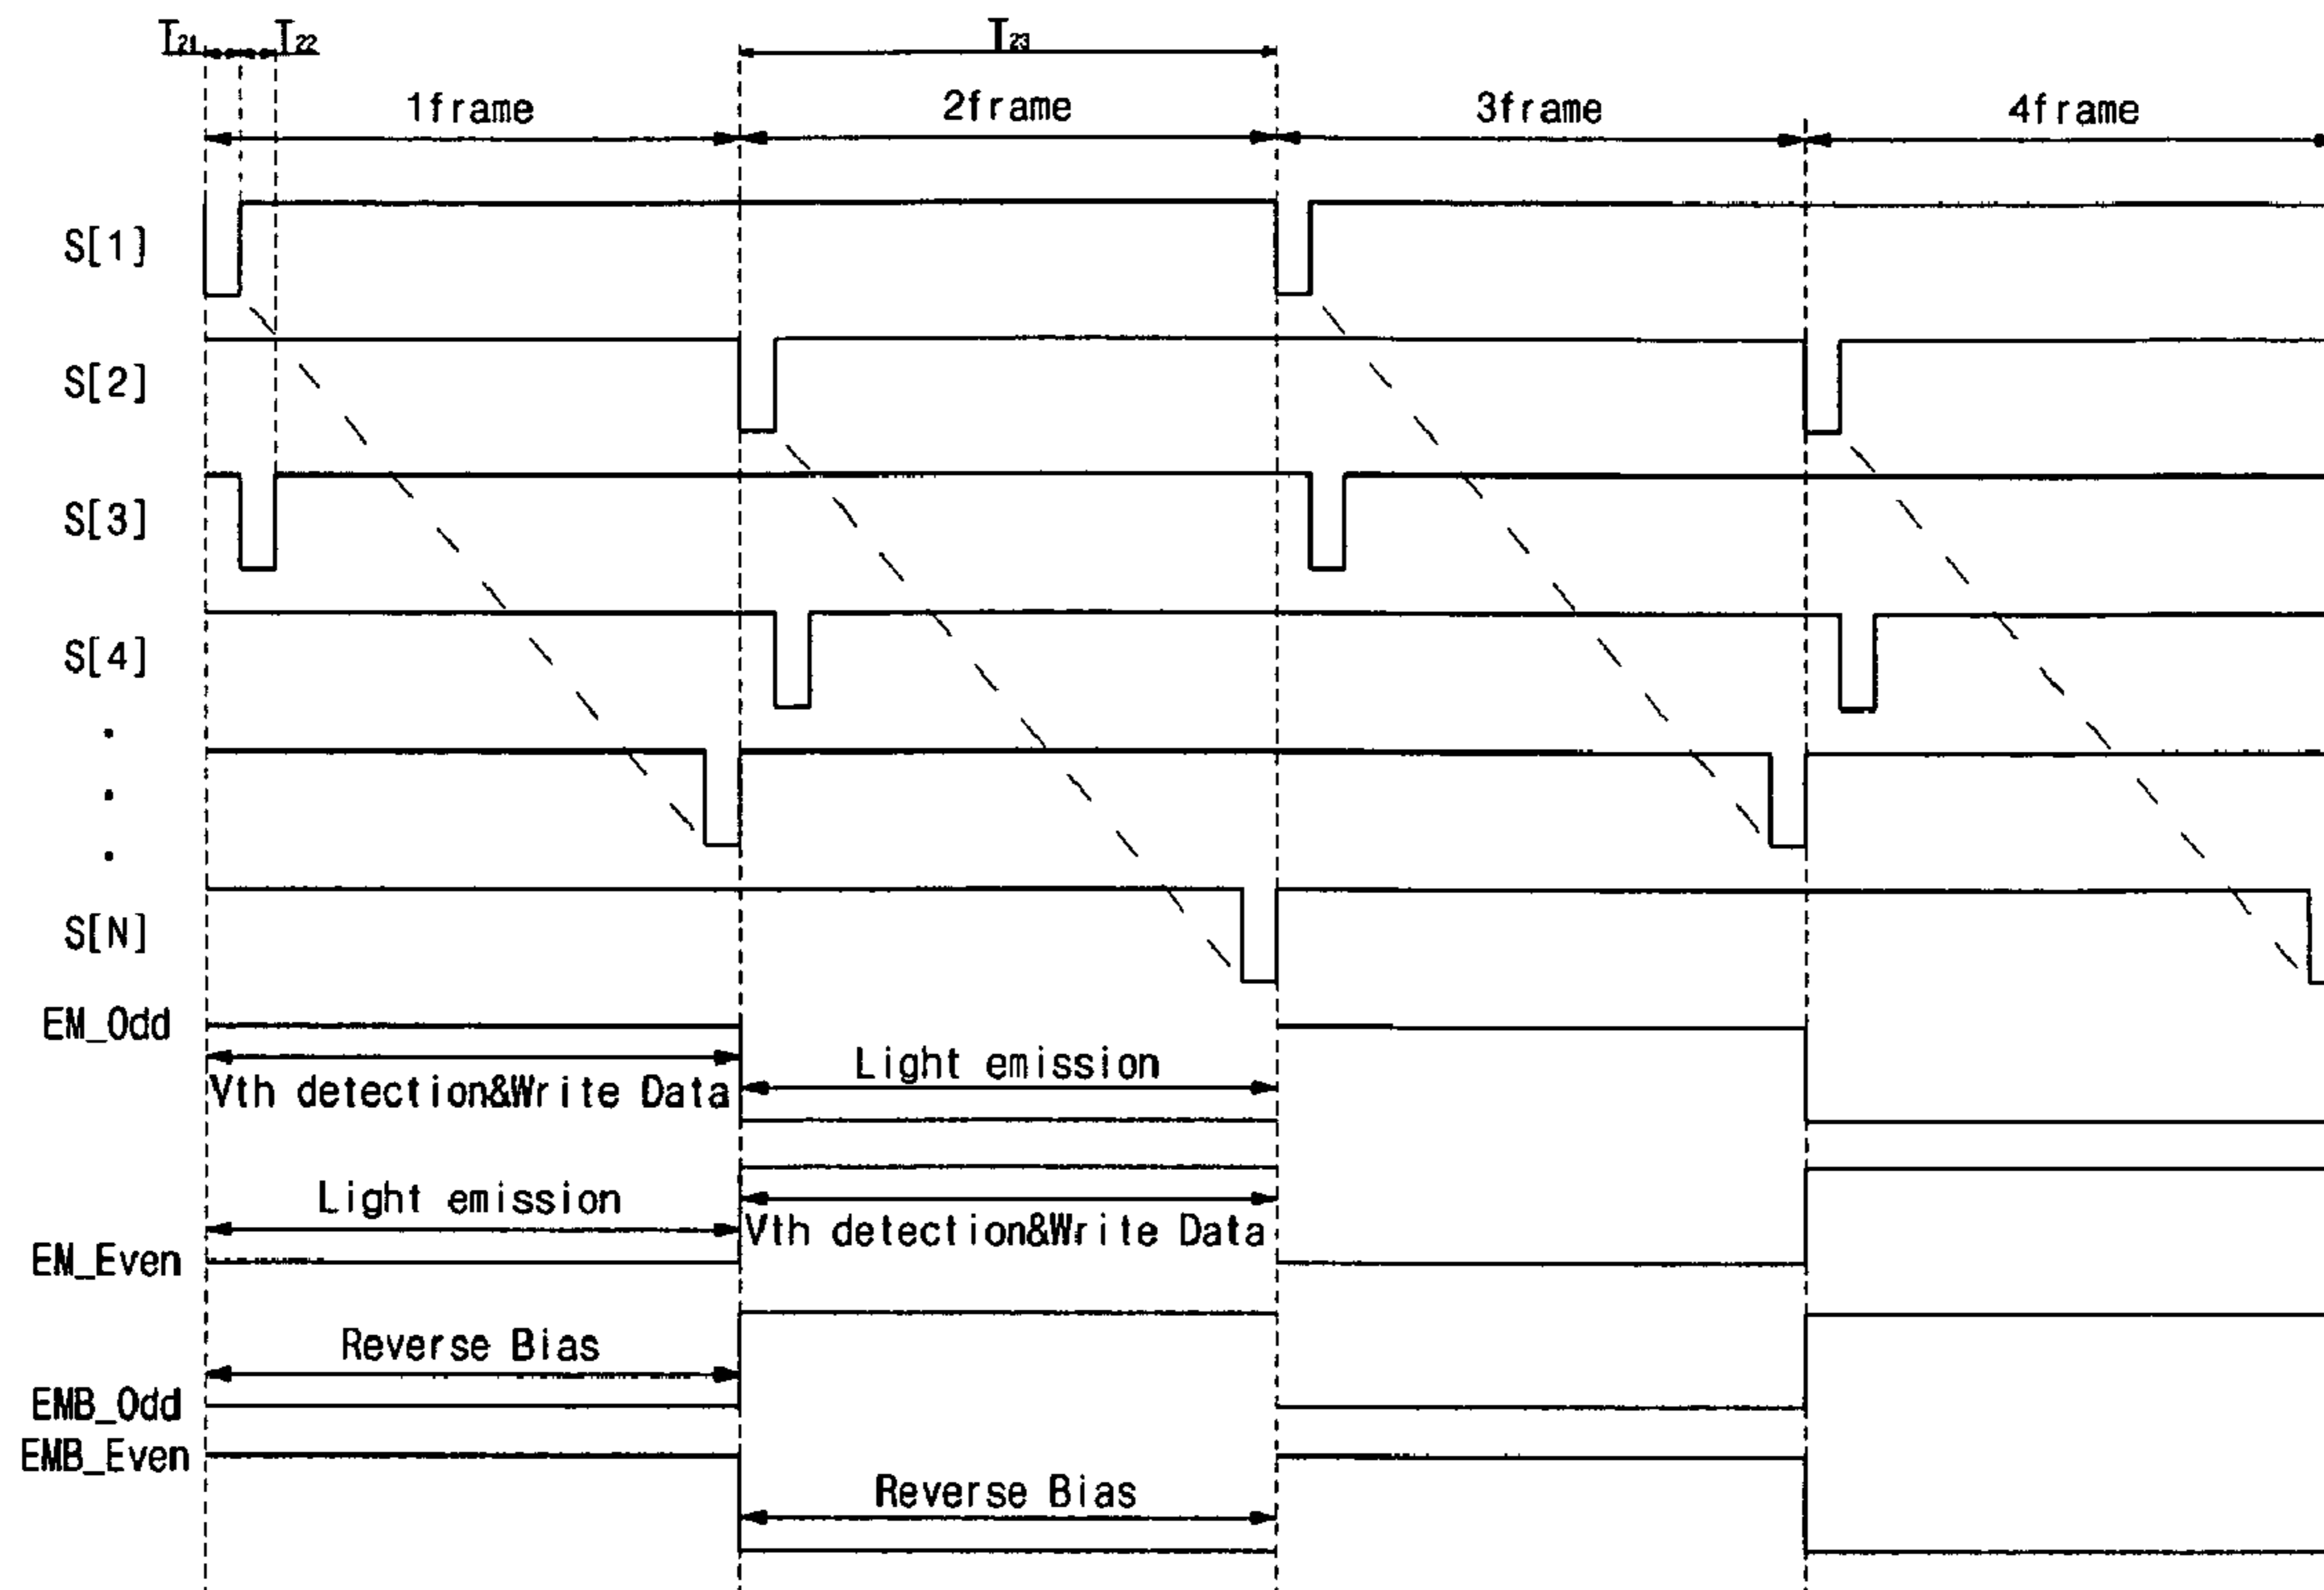 T21 T22 T23
1frame 2frame 3frame 4frame
S[1]
S[2]
S[3]
S[4]
S[N]
EM_Odd
Light emission
Vth detection&Write Data
Light emission
Vth detection&Write Data
EM_Even
Reverse Bias
EMB_Odd
EMB_Even
Reverse Bias